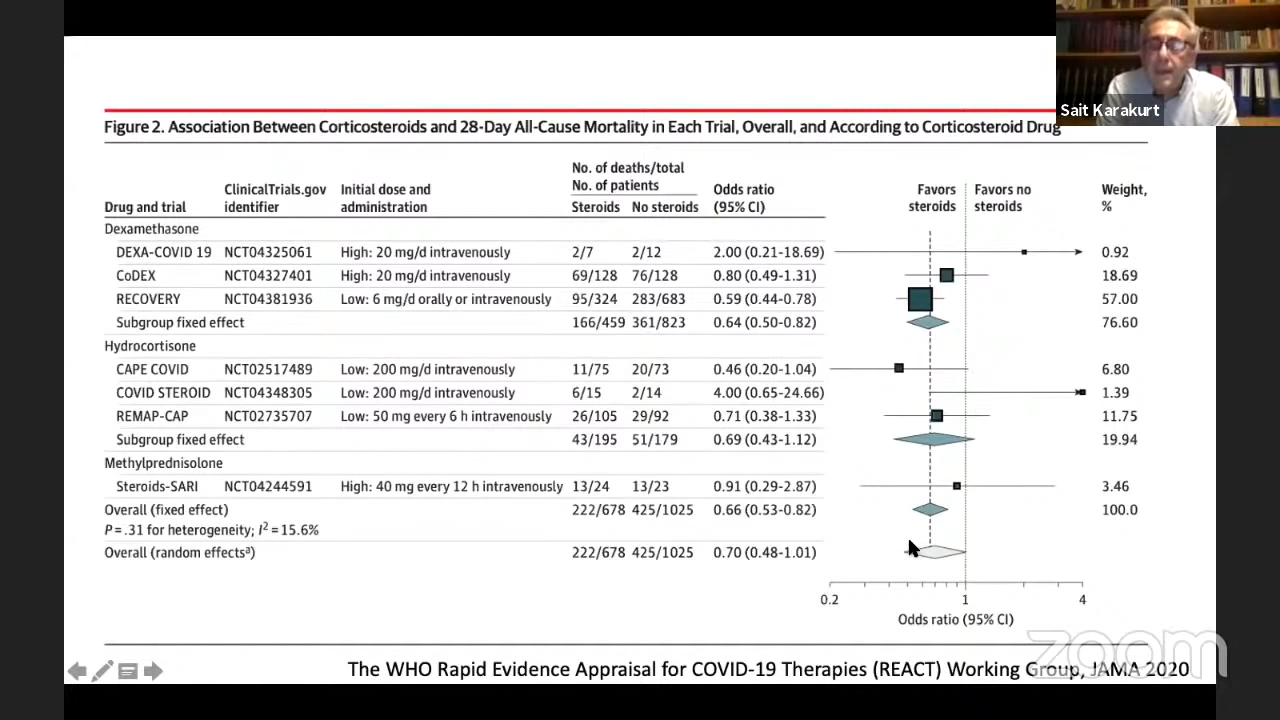 Sait Karakurt
Figure 2. Association Between Corticosteroids and 28-Day All-Cause Mortality in Each Trial, Overall, and According to Corticosteroid Drug
No. of deaths/total
No. of patients
ClinicalTrials.gov identifier
Initial dose and administration
Odds ratio (95% CI)
Favors steroids
Favors no steroids
Weight, %
Drug and trial
Steroids No steroids
Dexamethasone
DEXA-COVID 19 NCT04325061 High: 20 mg/d intravenously 2/7 2/12 2.00 (0.21-18.69) 0.92
CoDEX NCT04327401 High: 20 mg/d intravenously 69/128 76/128 0.80 (0.49-1.31) 18.69
RECOVERY NCT04381936 Low: 6 mg/d orally or intravenously 95/324 283/683 0.59 (0.44-0.78) 57.00
Subgroup fixed effect 166/459 361/823 0.64 (0.50-0.82) 76.60
Hydrocortisone
CAPE COVID NCT02517489 Low: 200 mg/d intravenously 11/75 20/73 0.46 (0.20-1.04) 6.80
COVID STEROID NCT04348305 Low: 200 mg/d intravenously 6/15 2/14 4.00 (0.65-24.66) 1.39
REMAP-CAP NCT02735707 Low: 50 mg every 6 h intravenously 26/105 29/92 0.71 (0.38-1.33) 11.75
Subgroup fixed effect 43/195 51/179 0.69 (0.43-1.12) 19.94
Methylprednisolone
Steroids-SARI NCT04244591 High: 40 mg every 12 h intravenously 13/24 13/23 0.91 (0.29-2.87) 3.46
Overall (fixed effect) 222/678 425/1025 0.66 (0.53-0.82) 100.0
P = .31 for heterogeneity; I² = 15.6%
Overall (random effectsᵃ) 222/678 425/1025 0.70 (0.48-1.01)
0.2 1 4
Odds ratio (95% CI)
zoom
The WHO Rapid Evidence Appraisal for COVID-19 Therapies (REACT) Working Group, JAMA 2020